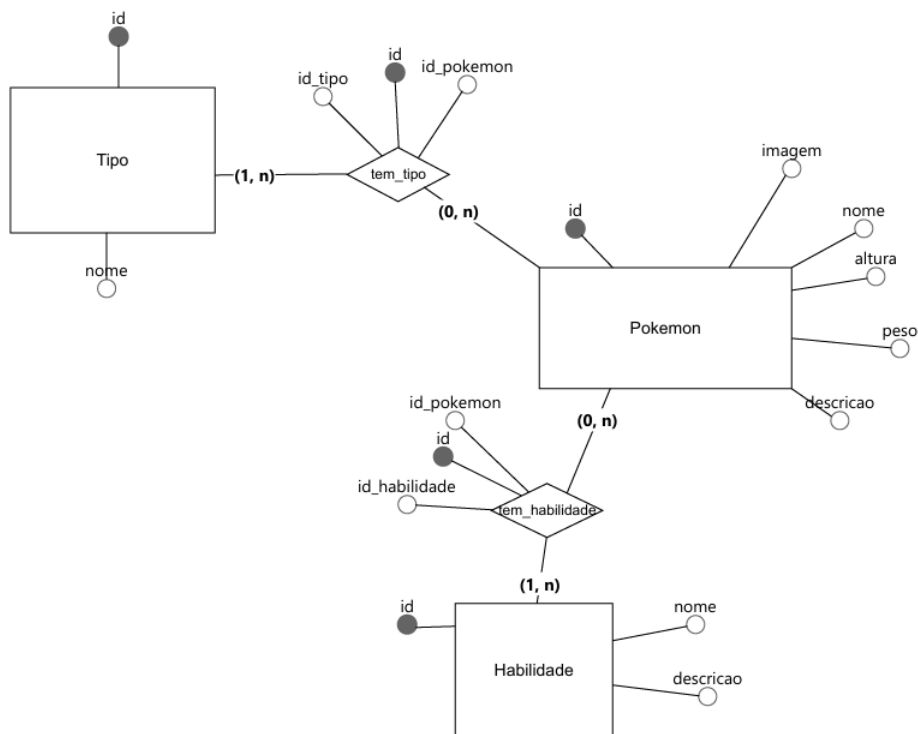 id
id
id_tipo
id_pokemon
Tipo
(1, n)
tem_tipo
imagem
(0, n)
id
nome
nome
altura
Pokemon
peso
id_pokemon
descricao
(0, n)
id
id_habilidade
tem_habilidade
(1, n)
id
nome
Habilidade
descricao